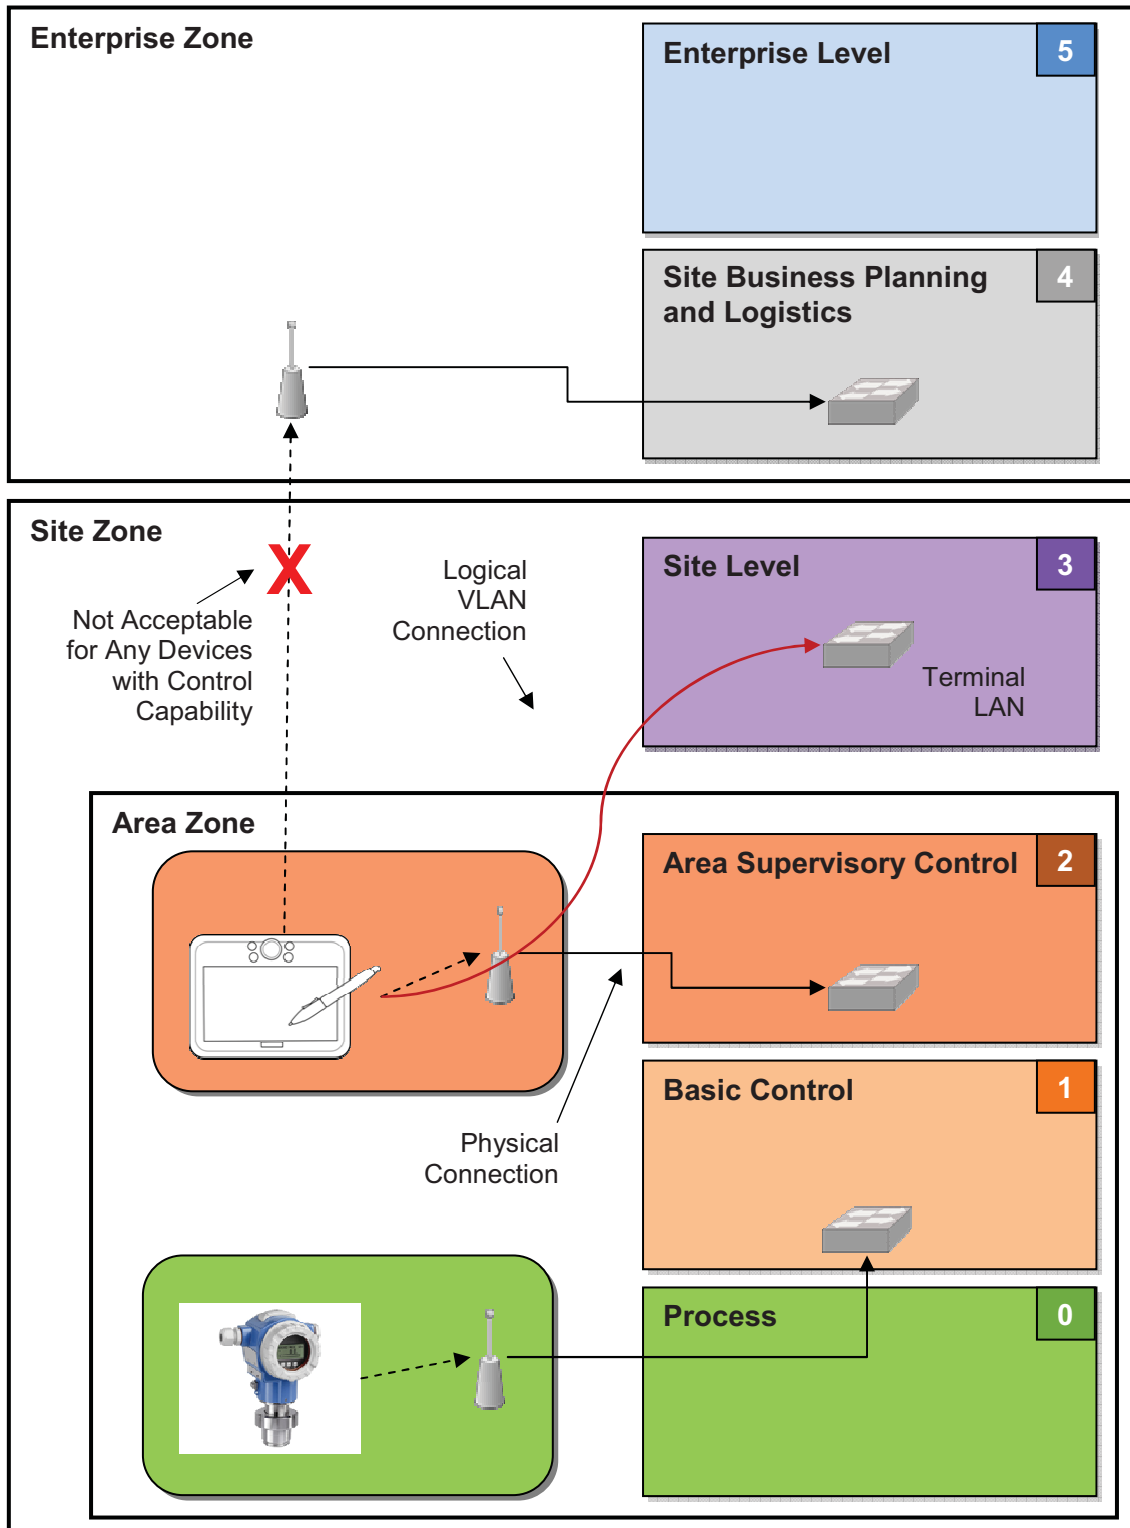 Enterprise Zone
Enterprise Level
5
Site Business Planning
and Logistics
4
Site Zone
Not Acceptable
for Any Devices
with Control
Capability
Logical
VLAN
Connection
Site Level
3
Terminal
LAN
Area Zone
Area Supervisory Control
2
Physical
Connection
Basic Control
1
Process
0